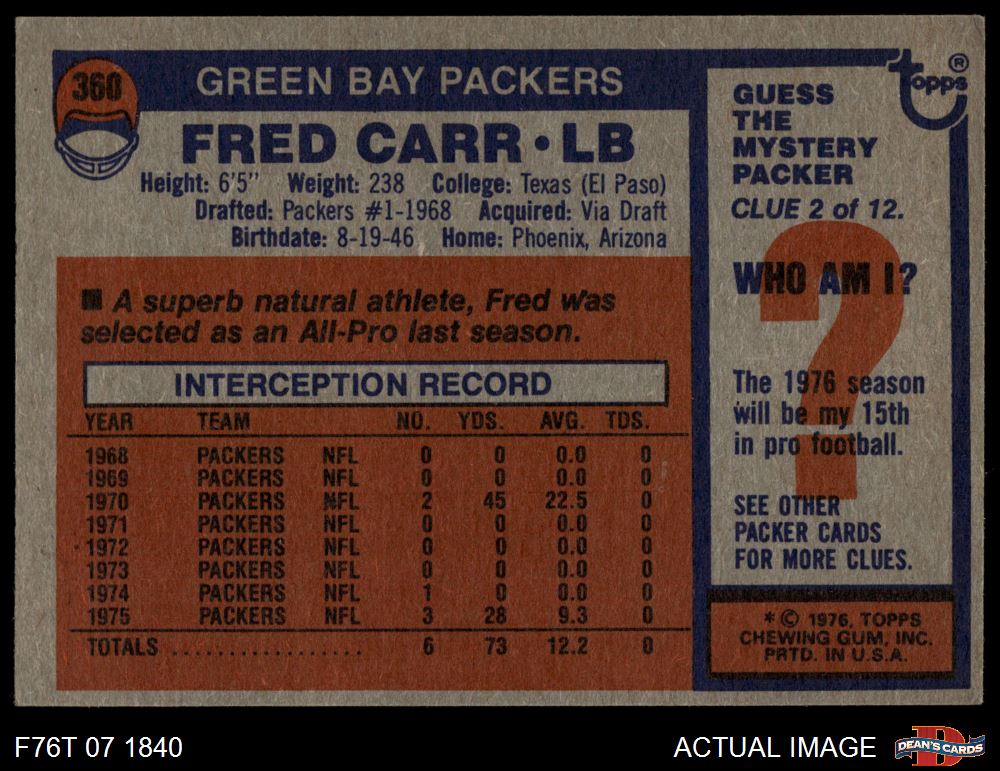 360
GREEN BAY PACKERS
FRED CARR • LB
Height: 6'5" Weight: 238 College: Texas (El Paso)
Drafted: Packers #1-1968 Acquired: Via Draft
Birthdate: 8-19-46 Home: Phoenix, Arizona
■ A superb natural athlete, Fred was
selected as an All-Pro last season.
INTERCEPTION RECORD
YEAR TEAM NO. YDS. AVG. TDS.
1968 PACKERS NFL 0 0 0.0 0
1969 PACKERS NFL 0 0 0.0 0
1970 PACKERS NFL 2 45 22.5 0
1971 PACKERS NFL 0 0 0.0 0
1972 PACKERS NFL 0 0 0.0 0
1973 PACKERS NFL 0 0 0.0 0
1974 PACKERS NFL 1 0 0.0 0
1975 PACKERS NFL 3 28 9.3 0
TOTALS ................. 6 73 12.2 0
topps ®
GUESS
THE
MYSTERY
PACKER
CLUE 2 of 12.
WHO AM I?
?
The 1976 season
will be my 15th
in pro football.
SEE OTHER
PACKER CARDS
FOR MORE CLUES.
* © 1976, TOPPS
CHEWING GUM, INC.
PRTD. IN U.S.A.
F76T 07 1840
ACTUAL IMAGE
D
DEAN'S CARDS